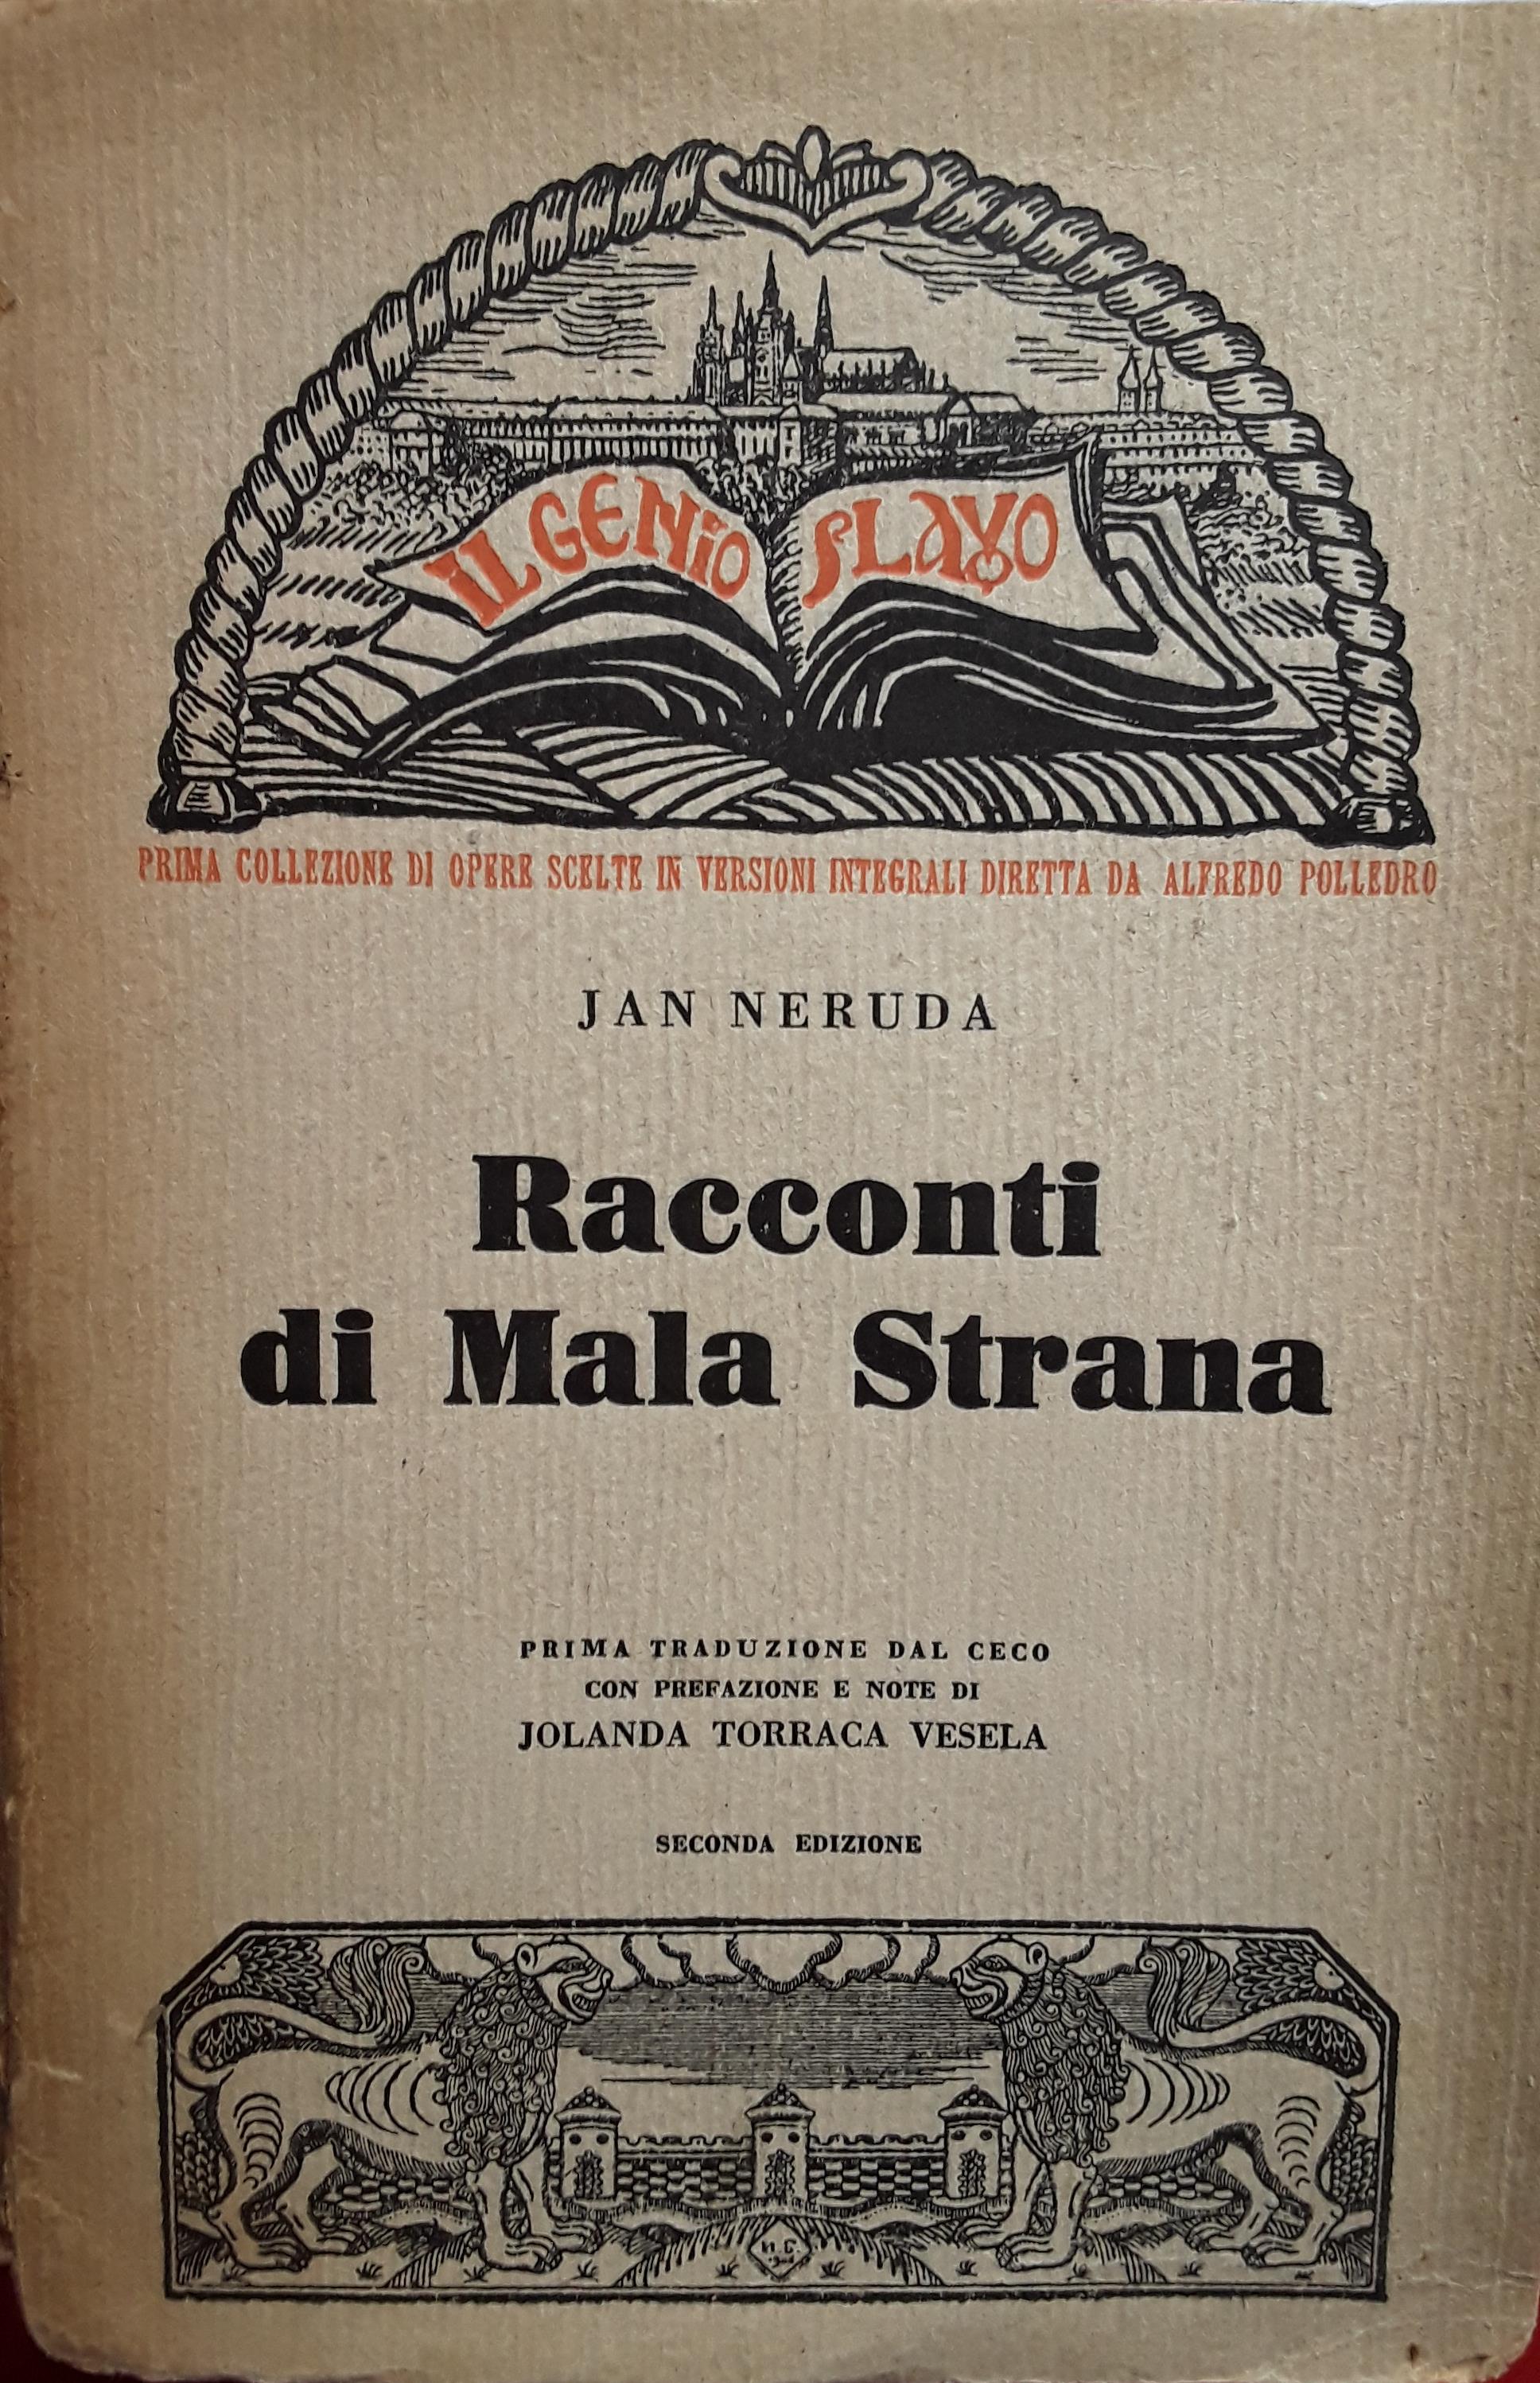 IL GENIO SLAVO
PRIMA COLLEZIONE DI OPERE SCELTE IN VERSIONI INTEGRALI DIRETTA DA ALFREDO POLLEDRO
JAN NERUDA
Racconti
di Mala Strana
PRIMA TRADUZIONE DAL CECO
CON PREFAZIONE E NOTE DI
JOLANDA TORRACA VESELA
SECONDA EDIZIONE